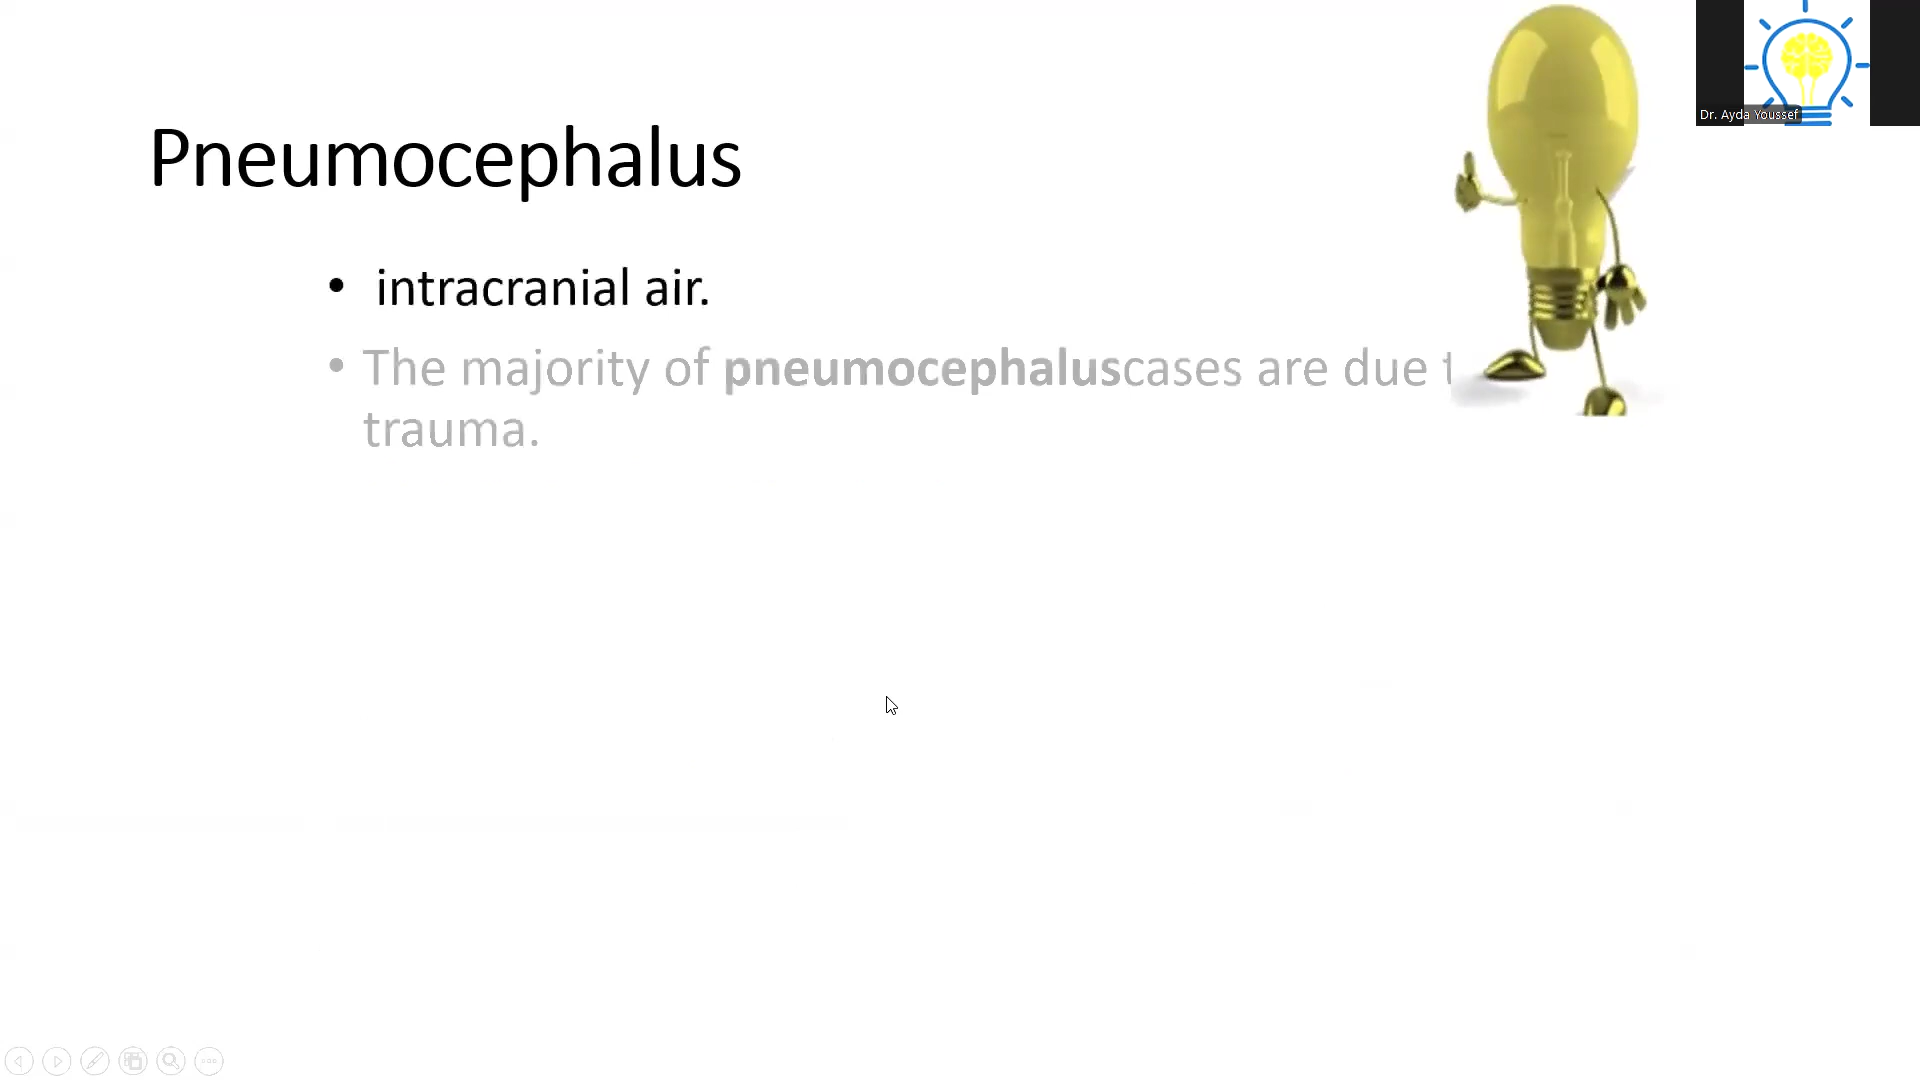 Dr. Ayda Youssef
Pneumocephalus
• intracranial air.
• The majority of pneumocephaluscases are due t
trauma.